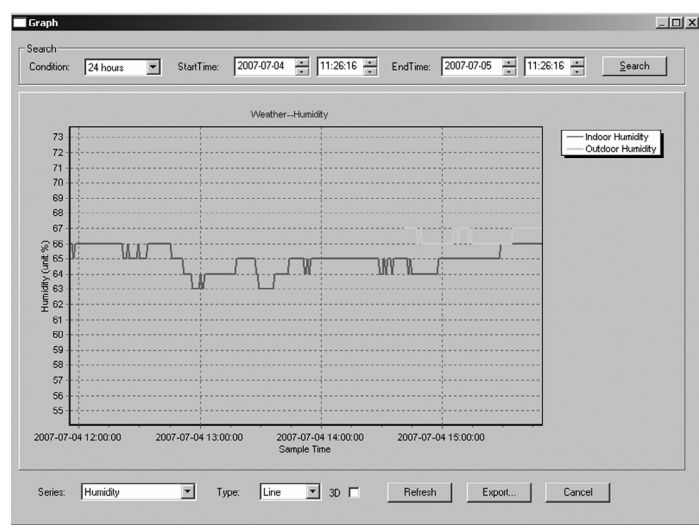 Graph
Search
Condition: 24 hours StartTime: 2007-07-04 11:26:16 EndTime: 2007-07-05 11:26:16 Search
Weather--Humidity
Indoor Humidity
Outdoor Humidity
Humidity (unit:%)
73
72
71
70
69
68
67
66
65
64
63
62
61
60
59
58
57
56
55
2007-07-04 12:00:00 2007-07-04 13:00:00 2007-07-04 14:00:00 2007-07-04 15:00:00
Sample Time
Series: Humidity Type: Line 3D Refresh Export... Cancel